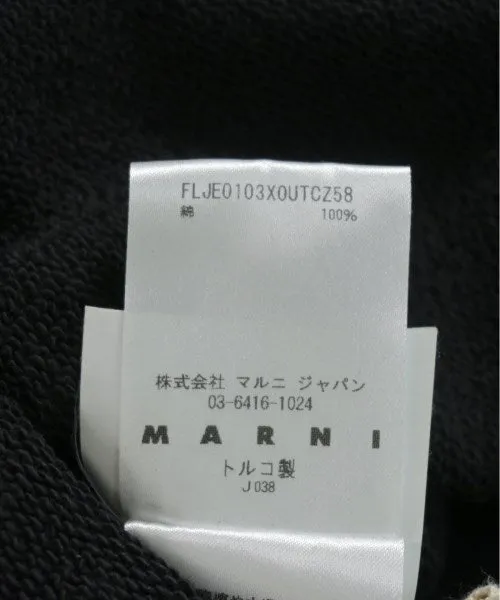 FLJE0103X0UTCZ58
綿 100%
株式会社 マルニ ジャパン
03-6416-1024
MARNI
トルコ製
J038